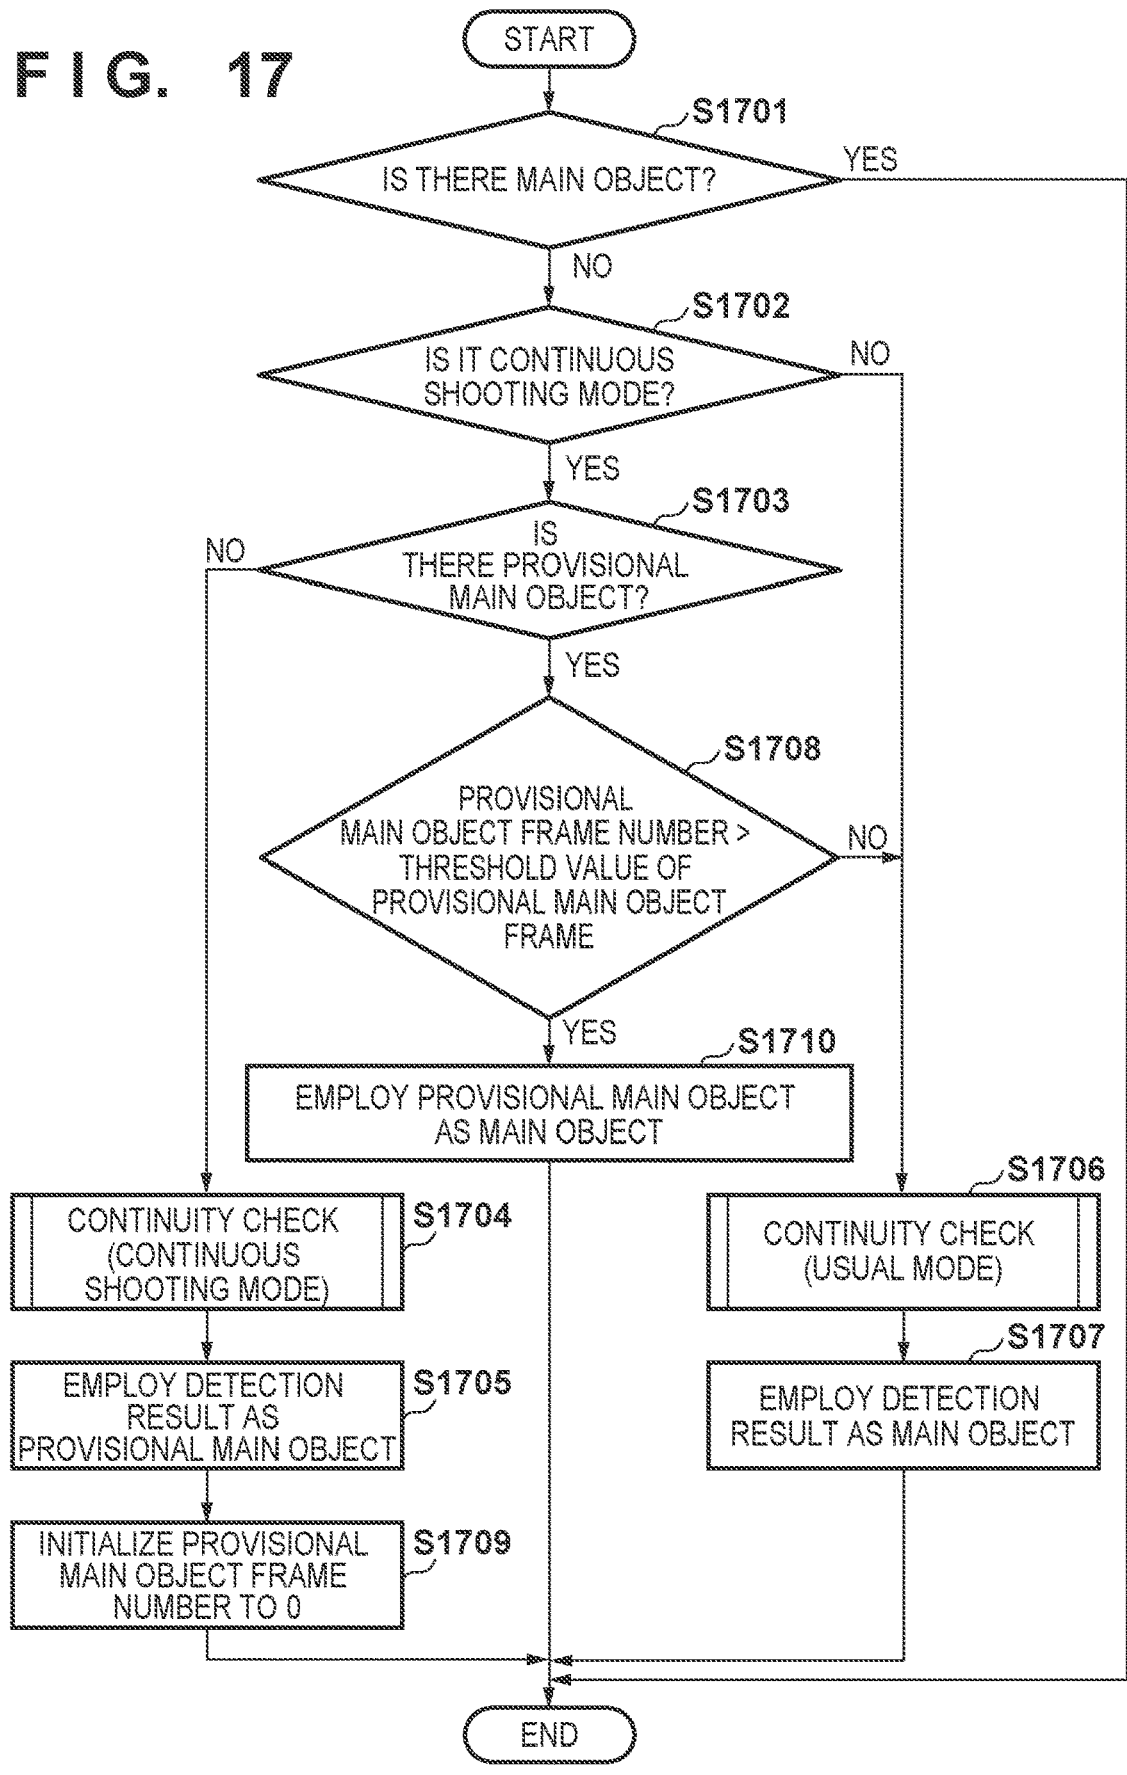 FIG. 17
START
S1701
IS THERE MAIN OBJECT?
YES
NO
S1702
IS IT CONTINUOUS
SHOOTING MODE?
NO
YES
S1703
IS
THERE PROVISIONAL
MAIN OBJECT?
NO
YES
S1708
PROVISIONAL
MAIN OBJECT FRAME NUMBER >
THRESHOLD VALUE OF
PROVISIONAL MAIN OBJECT
FRAME
NO
YES
S1710
EMPLOY PROVISIONAL MAIN OBJECT
AS MAIN OBJECT
S1704
CONTINUITY CHECK
(CONTINUOUS
SHOOTING MODE)
S1706
CONTINUITY CHECK
(USUAL MODE)
S1705
EMPLOY DETECTION
RESULT AS
PROVISIONAL MAIN OBJECT
S1707
EMPLOY DETECTION
RESULT AS MAIN OBJECT
S1709
INITIALIZE PROVISIONAL
MAIN OBJECT FRAME
NUMBER TO 0
END